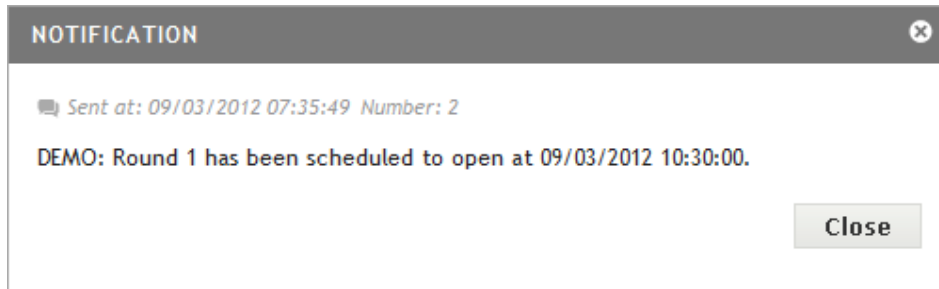 NOTIFICATION
Sent at: 09/03/2012 07:35:49 Number: 2
DEMO: Round 1 has been scheduled to open at 09/03/2012 10:30:00.
Close